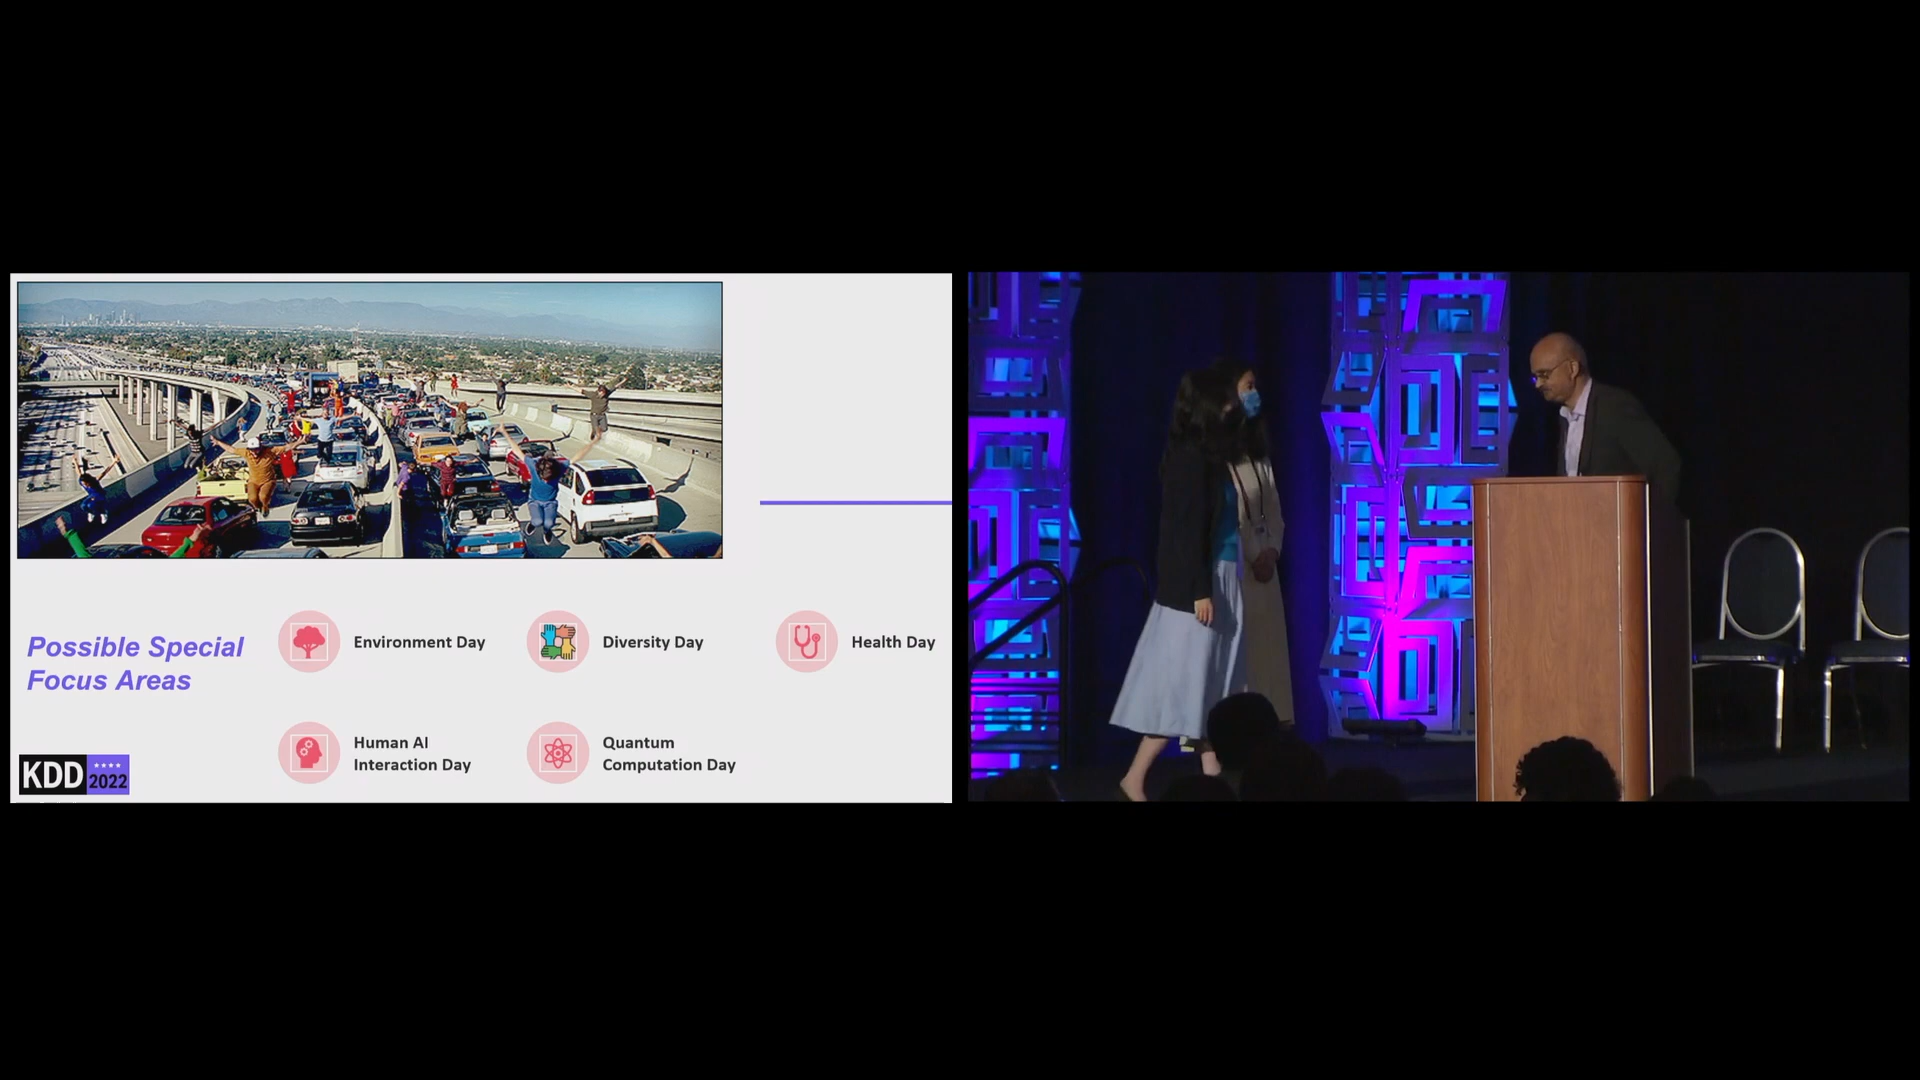 Possible Special
Focus Areas
Environment Day
Diversity Day
Health Day
Human AI
Interaction Day
Quantum
Computation Day
KDD
2022